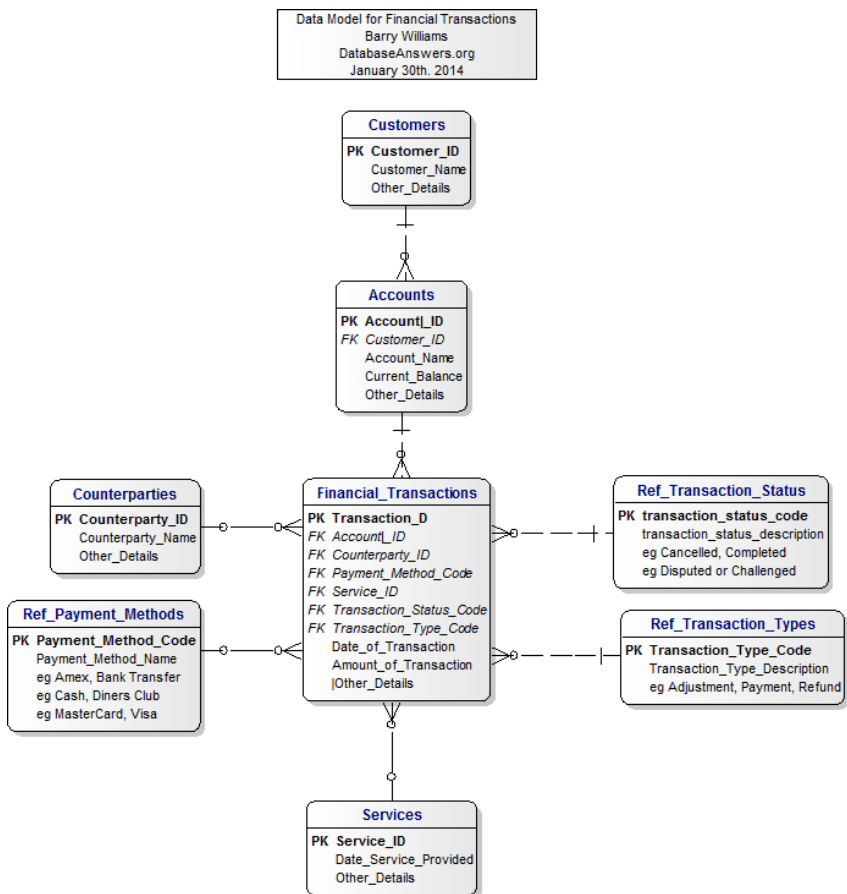 Data Model for Financial Transactions
Barry Williams
DatabaseAnswers.org
January 30th. 2014
Customers
PK Customer_ID
Customer_Name
Other_Details
Accounts
PK Account|_ID
FK Customer_ID
Account_Name
Current_Balance
Other_Details
Counterparties
PK Counterparty_ID
Counterparty_Name
Other_Details
Financial_Transactions
PK Transaction_D
FK Account|_ID
FK Counterparty_ID
FK Payment_Method_Code
FK Service_ID
FK Transaction_Status_Code
FK Transaction_Type_Code
Date_of_Transaction
Amount_of_Transaction
|Other_Details
Ref_Transaction_Status
PK transaction_status_code
transaction_status_description
eg Cancelled, Completed
eg Disputed or Challenged
Ref_Payment_Methods
PK Payment_Method_Code
Payment_Method_Name
eg Amex, Bank Transfer
eg Cash, Diners Club
eg MasterCard, Visa
Ref_Transaction_Types
PK Transaction_Type_Code
Transaction_Type_Description
eg Adjustment, Payment, Refund
Services
PK Service_ID
Date_Service_Provided
Other_Details